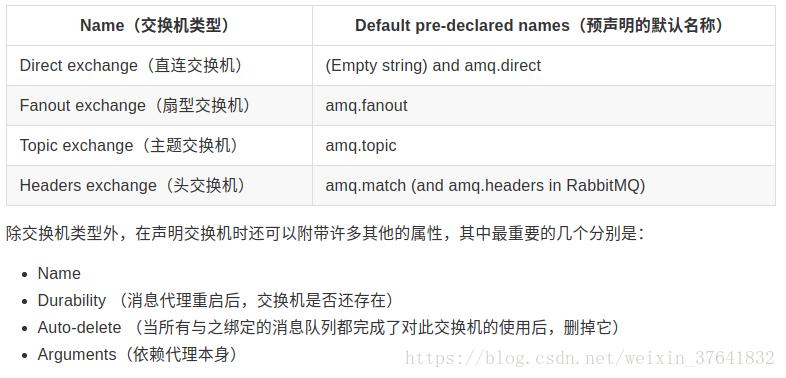 Name（交换机类型） Default pre-declared names（预声明的默认名称）
Direct exchange（直连交换机） (Empty string) and amq.direct
Fanout exchange（扇型交换机） amq.fanout
Topic exchange（主题交换机） amq.topic
Headers exchange（头交换机） amq.match (and amq.headers in RabbitMQ)
除交换机类型外，在声明交换机时还可以附带许多其他的属性，其中最重要的几个分别是：
Name
Durability （消息代理重启后，交换机是否还存在）
Auto-delete （当所有与之绑定的消息队列都完成了对此交换机的使用后，删掉它）
Arguments（依赖代理本身）
https://blog.csdn.net/weixin_37641832